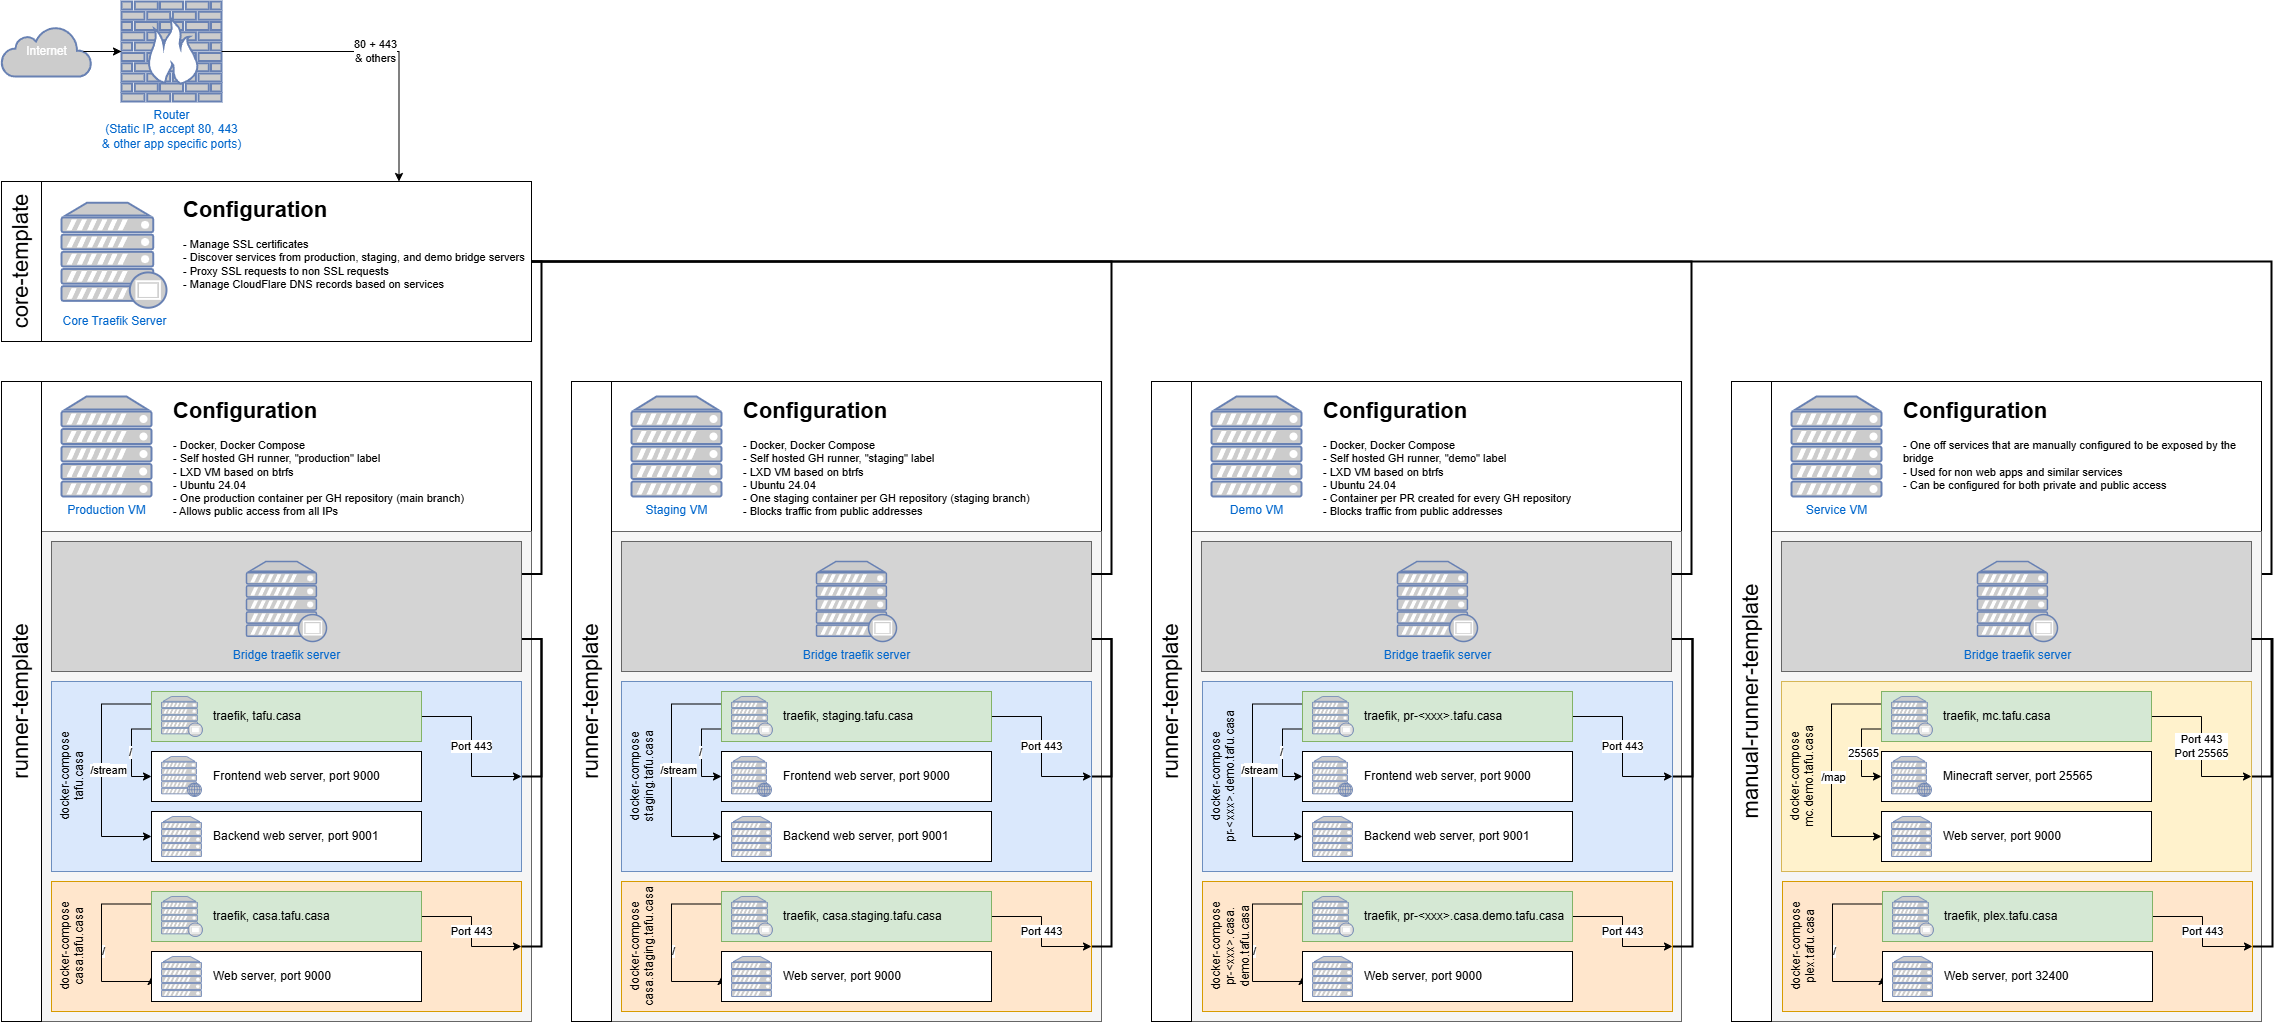 Internet
80 + 443
& others
Router
(Static IP, accept 80, 443
& other app specific ports)
core-template
Configuration
- Manage SSL certificates
- Discover services from production, staging, and demo bridge servers
- Proxy SSL requests to non SSL requests
- Manage CloudFlare DNS records based on services
Core Traefik Server
runner-template
Configuration
- Docker, Docker Compose
- Self hosted GH runner, "production" label
- LXD VM based on btrfs
- Ubuntu 24.04
- One production container per GH repository (main branch)
- Allows public access from all IPs
Production VM
Bridge traefik server
docker-compose
tafu.casa
traefik, tafu.casa
/
/stream
Port 443
Frontend web server, port 9000
Backend web server, port 9001
docker-compose
casa.tafu.casa
traefik, casa.tafu.casa
/
Port 443
Web server, port 9000
runner-template
Configuration
- Docker, Docker Compose
- Self hosted GH runner, "staging" label
- LXD VM based on btrfs
- Ubuntu 24.04
- One staging container per GH repository (staging branch)
- Blocks traffic from public addresses
Staging VM
Bridge traefik server
docker-compose
staging.tafu.casa
traefik, staging.tafu.casa
/
/stream
Port 443
Frontend web server, port 9000
Backend web server, port 9001
docker-compose
casa.staging.tafu.casa
traefik, casa.staging.tafu.casa
/
Port 443
Web server, port 9000
runner-template
Configuration
- Docker, Docker Compose
- Self hosted GH runner, "demo" label
- LXD VM based on btrfs
- Ubuntu 24.04
- Container per PR created for every GH repository
- Blocks traffic from public addresses
Demo VM
Bridge traefik server
docker-compose
pr-<xxx>.demo.tafu.casa
traefik, pr-<xxx>.tafu.casa
/
/stream
Port 443
Frontend web server, port 9000
Backend web server, port 9001
docker-compose
pr-<xxx>.casa.
demo.tafu.casa
traefik, pr-<xxx>.casa.demo.tafu.casa
/
Port 443
Web server, port 9000
manual-runner-template
Configuration
- One off services that are manually configured to be exposed by the
bridge
- Used for non web apps and similar services
- Can be configured for both private and public access
Service VM
Bridge traefik server
docker-compose
mc.demo.tafu.casa
traefik, mc.tafu.casa
25565
/map
Port 443
Port 25565
Minecraft server, port 25565
Web server, port 9000
docker-compose
plex.tafu.casa
traefik, plex.tafu.casa
/
Port 443
Web server, port 32400